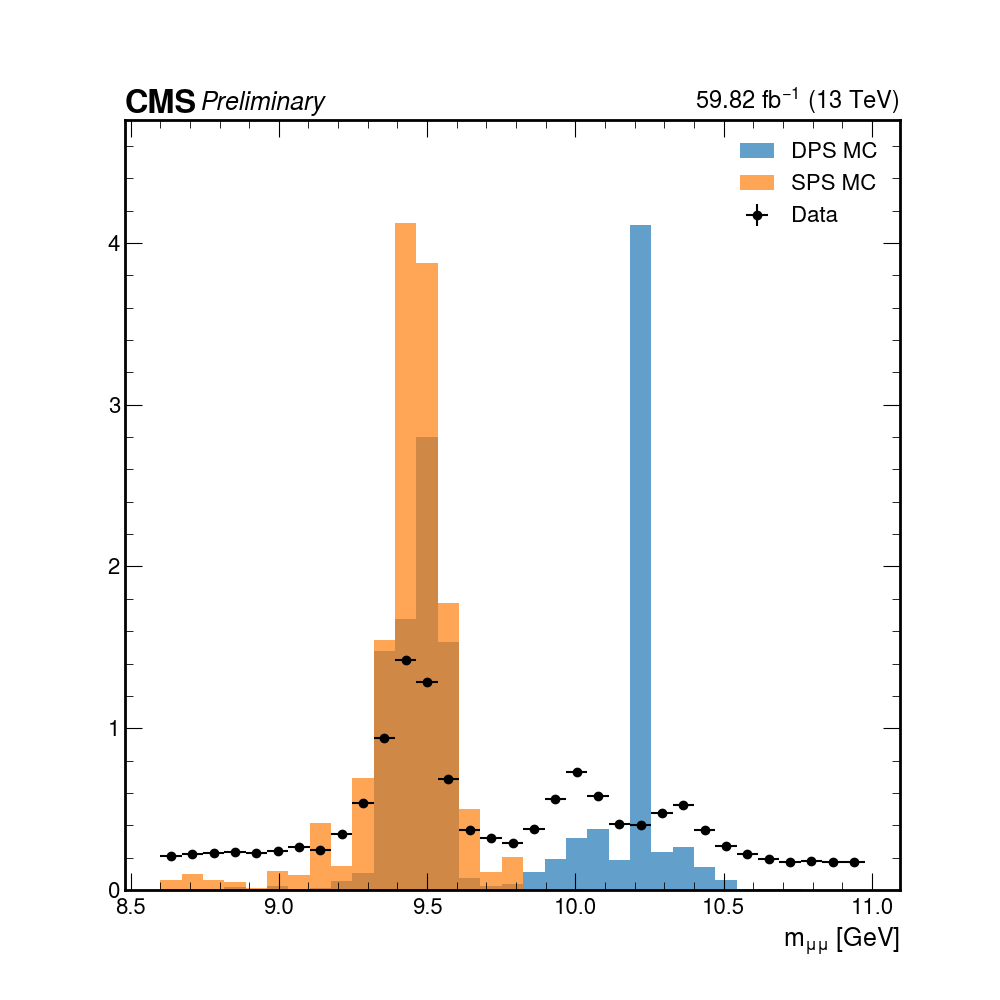 CMS Preliminary
59.82 fb⁻¹ (13 TeV)
DPS MC
SPS MC
Data
4
3
2
1
0
8.5 9.0 9.5 10.0 10.5 11.0
mμμ [GeV]